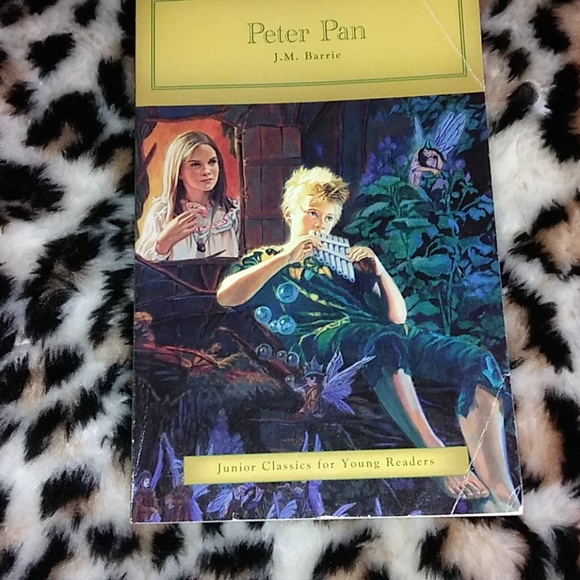 Peter Pan
J.M. Barrie
Junior Classics for Young Readers